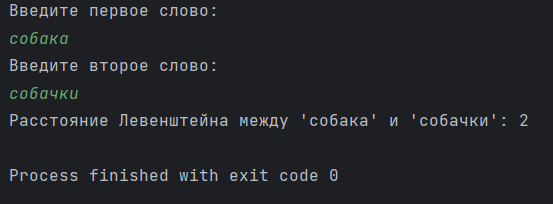 Введите первое слово:
собака
Введите второе слово:
собачки
Расстояние Левенштейна между 'собака' и 'собачки': 2
Process finished with exit code 0